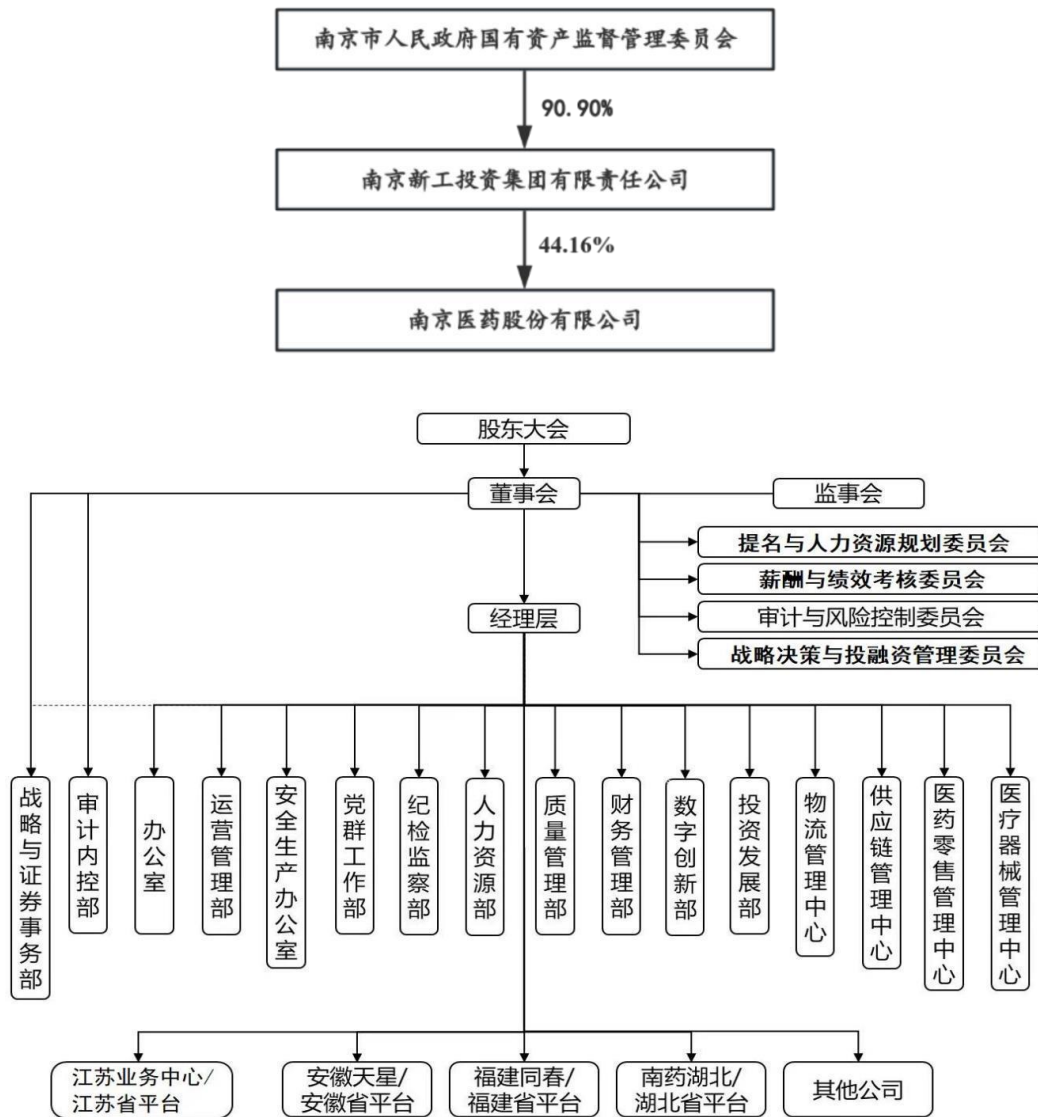 南京市人民政府国有资产监督管理委员会
90.90%
南京新工投资集团有限责任公司
44.16%
南京医药股份有限公司
股东大会
董事会
监事会
提名与人力资源规划委员会
薪酬与绩效考核委员会
经理层
审计与风险控制委员会
战略决策与投融资管理委员会
战略与证券事务部
审计内控部
办公室
运营管理部
安全生产办公室
党群工作部
纪检监察部
人力资源部
质量管理部
财务管理部
数字创新部
投资发展部
物流管理中心
供应链管理中心
医药零售管理中心
医疗器械管理中心
江苏业务中心/
江苏省平台
安徽天星/
安徽省平台
福建同春/
福建省平台
南药湖北/
湖北省平台
其他公司